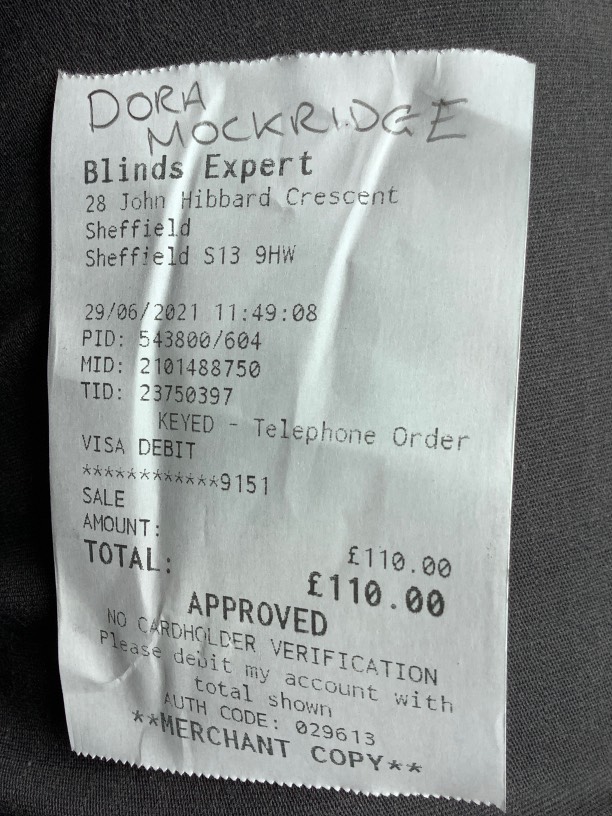 DORA
MOCKRIDGE
Blinds Expert
28 John Hibbard Crescent
Sheffield
Sheffield S13 9HW
29/06/2021 11:49:08
PID: 543800/604
MID: 2101488750
TID: 23750397
KEYED - Telephone Order
VISA DEBIT
************9151
SALE
AMOUNT: £110.00
TOTAL: £110.00
APPROVED
NO CARDHOLDER VERIFICATION
Please debit my account with
total shown
AUTH CODE: 029613
**MERCHANT COPY**